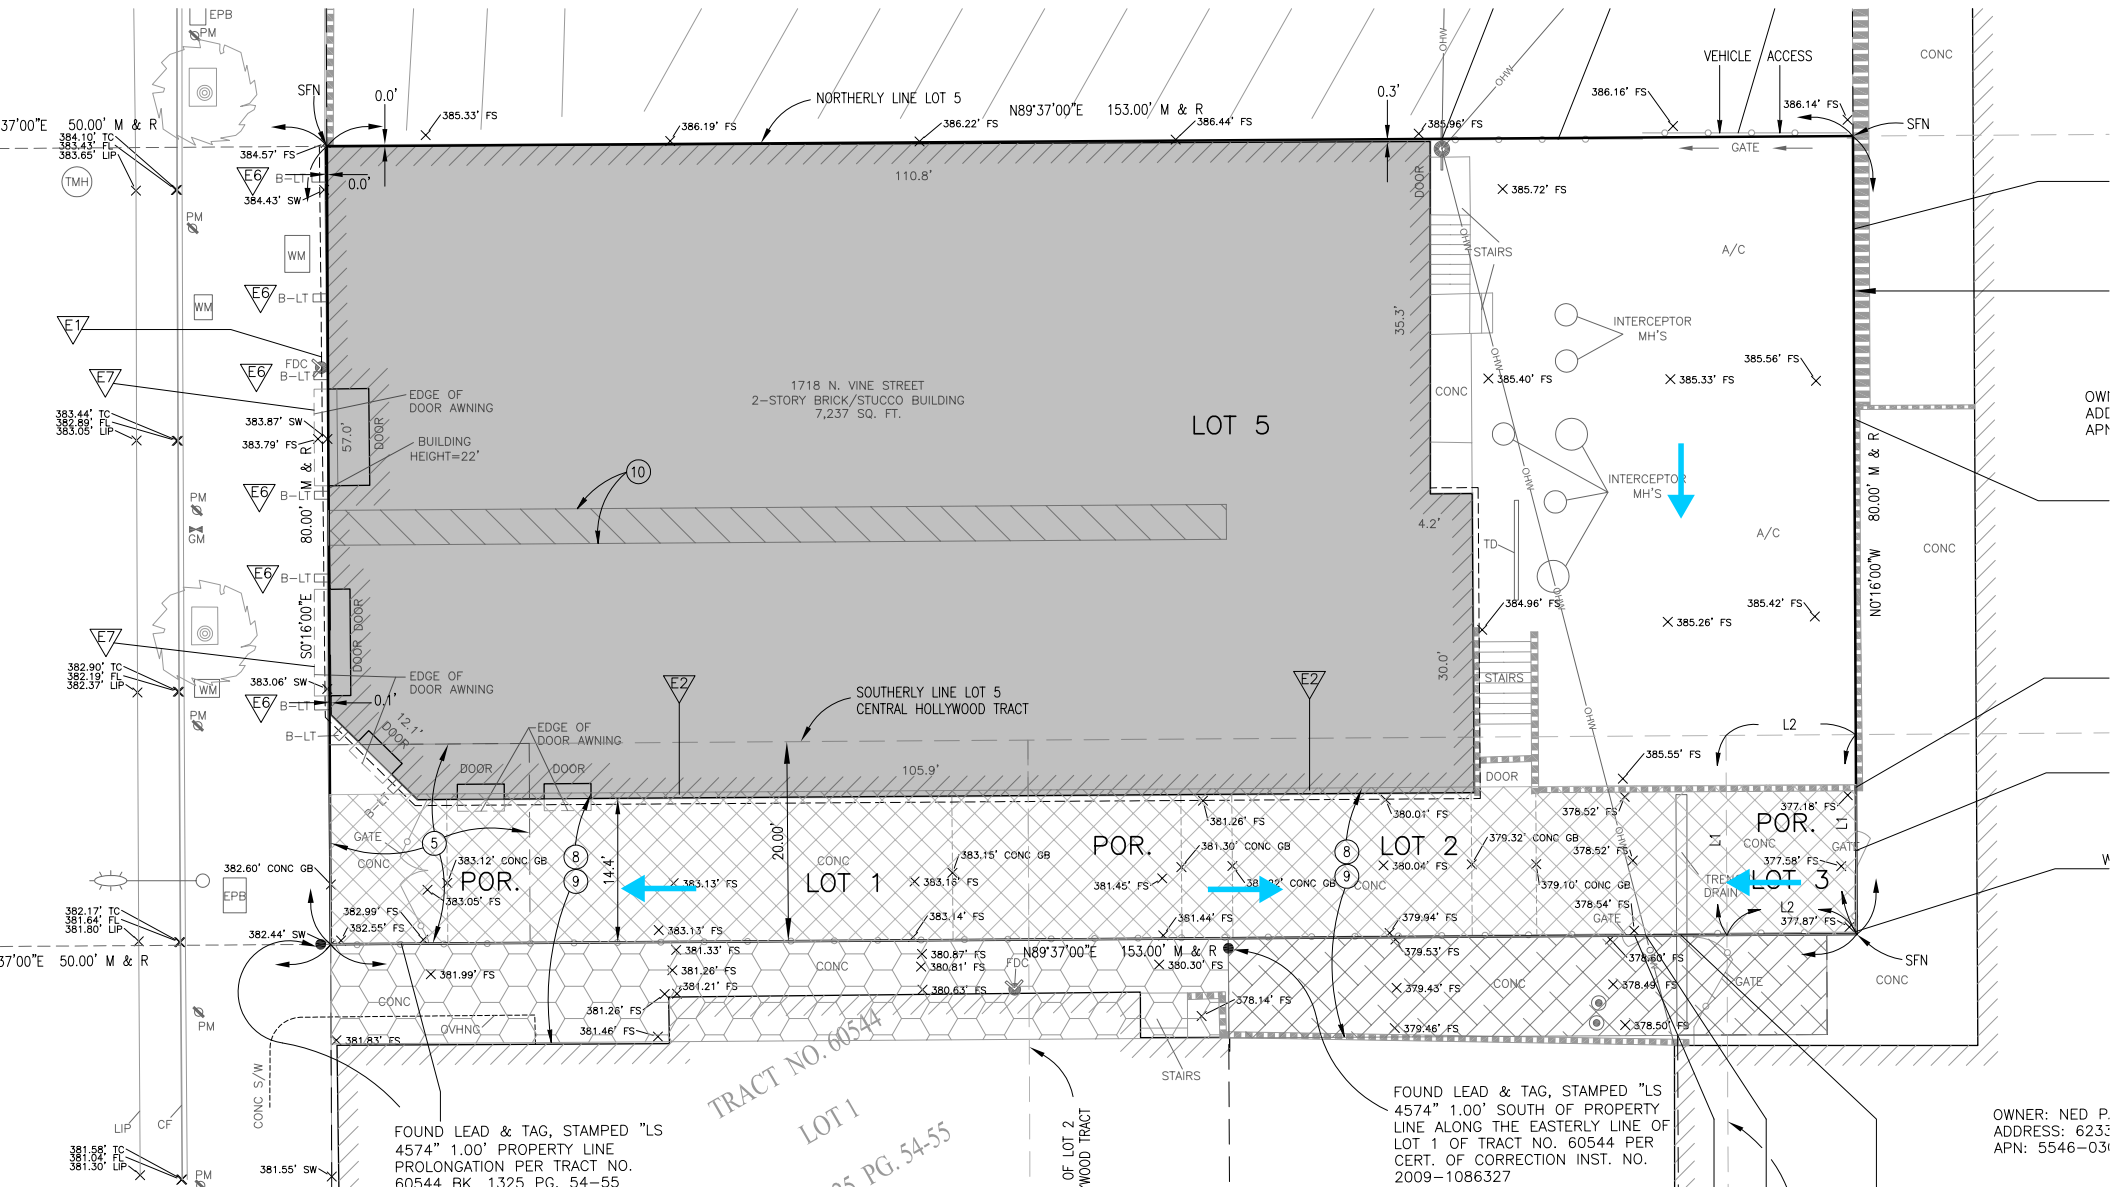 EPB
PM
SFN
0.0'
385.33' FS
NORTHERLY LINE LOT 5
N89°37'00"E 153.00' M & R
0.3'
386.19' FS
386.22' FS
386.44' FS
385.96' FS
OHW
OHW
VEHICLE ACCESS
386.16' FS
386.14' FS
SFN
CONC
GATE
37'00"E 50.00' M & R
384.10' TC
383.43' FL
383.65' LIP
TMH
384.57' FS
E6
B-LT
0.0'
384.43' SW
110.8'
DOOR
385.72' FS
PM
WM
STAIRS
OHW
A/C
E6
B-LT
WM
E1
FDC
B-LT
E6
E7
35.3'
INTERCEPTOR
MH'S
OHW
385.56' FS
385.40' FS
385.33' FS
1718 N. VINE STREET
2-STORY BRICK/STUCCO BUILDING
7,237 SQ. FT.
EDGE OF
DOOR AWNING
CONC
383.44' TC
382.89' FL
383.05' LIP
383.87' SW
383.79' FS
57.0'
DOOR
BUILDING
HEIGHT=22'
LOT 5
80.00' M & R
10
INTERCEPTOR
MH'S
OHW
N0°16'00"W 80.00' M & R
E6
B-LT
PM
GM
4.2'
TD
A/C
CONC
E6
B-LT
S0°16'00"E 80.00' M & R
DOOR DOOR
OHW
384.96' FS
385.26' FS
385.42' FS
E7
382.90' TC
382.19' FL
382.37' LIP
WM
383.06' SW
EDGE OF
DOOR AWNING
E2
E2
30.0'
STAIRS
E6
B-LT
0.1'
SOUTHERLY LINE LOT 5
CENTRAL HOLLYWOOD TRACT
PM
B-LT
12.1'
DOOR
EDGE OF
DOOR AWNING
OHW
L2
385.55' FS
DOOR
DOOR
105.9'
DOOR
B-LT
381.26' FS
380.01' FS
378.52' FS
377.18' FS
GATE
CONC
5
8
9
14.4'
20.00'
383.12' CONC GB
POR.
383.05' FS
383.13' FS
CONC
LOT 1
383.15' CONC GB
383.16' FS
POR.
381.30' CONC GB
381.45' FS
8
9
CONC
LOT 2
380.04' FS
379.32' CONC GB
378.52' FS
379.10' CONC GB
L1
POR.
L1
CONC
GATE
377.58' FS
LOT 3
382.60' CONC GB
EPB
382.17' TC
381.64' FL
381.80' LIP
382.44' SW
382.99' FS
382.55' FS
383.13' FS
383.14' FS
381.44' FS
379.94' FS
378.54' FS
GATE
L2
377.87' FS
SFN
37'00"E 50.00' M & R
381.33' FS
381.26' FS
381.21' FS
380.87' FS
380.81' FS
380.63' FS
CONC
N89°37'00"E 153.00' M & R
FDC
380.30' FS
379.53' FS
378.60' FS
GATE
CONC
CONC
381.99' FS
381.26' FS
381.46' FS
378.14' FS
379.43' FS
CONC
378.49' FS
OVHNG
PM
381.83' FS
379.46' FS
378.50' FS
STAIRS
CONC S/W
LIP
CF
TRACT NO. 60544
LOT 1
PG. 54-55
OF LOT 2
381.58' TC
381.04' FL
381.30' LIP
PM
381.55' SW
FOUND LEAD & TAG, STAMPED "LS
4574" 1.00' PROPERTY LINE
PROLONGATION PER TRACT NO.
60544 BK. 1325 PG. 54-55
FOUND LEAD & TAG, STAMPED "LS
4574" 1.00' SOUTH OF PROPERTY
LINE ALONG THE EASTERLY LINE OF
LOT 1 OF TRACT NO. 60544 PER
CERT. OF CORRECTION INST. NO.
2009-1086327
OWNER: NED P
ADDRESS: 623
APN: 5546-03